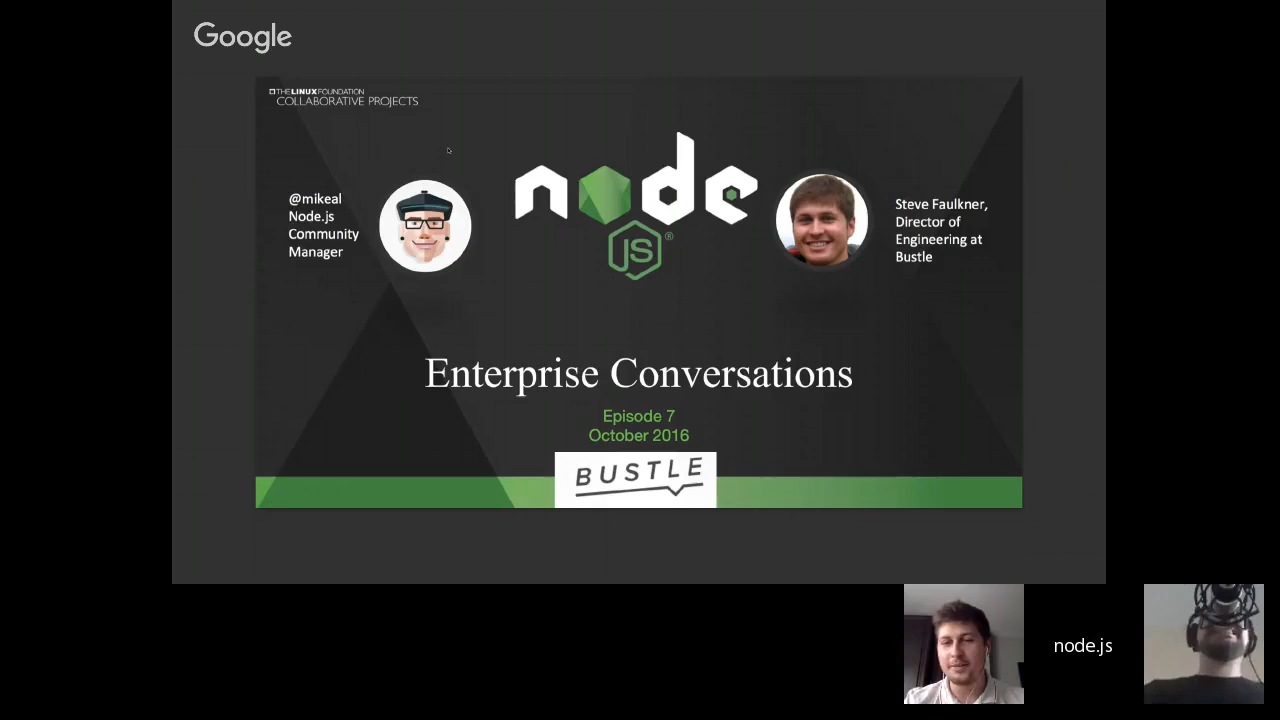 Google
THE LINUX FOUNDATION
COLLABORATIVE PROJECTS
@mikeal
Node.js
Community
Manager
node
JS®
Steve Faulkner,
Director of
Engineering at
Bustle
Enterprise Conversations
Episode 7
October 2016
BUSTLE
node.js